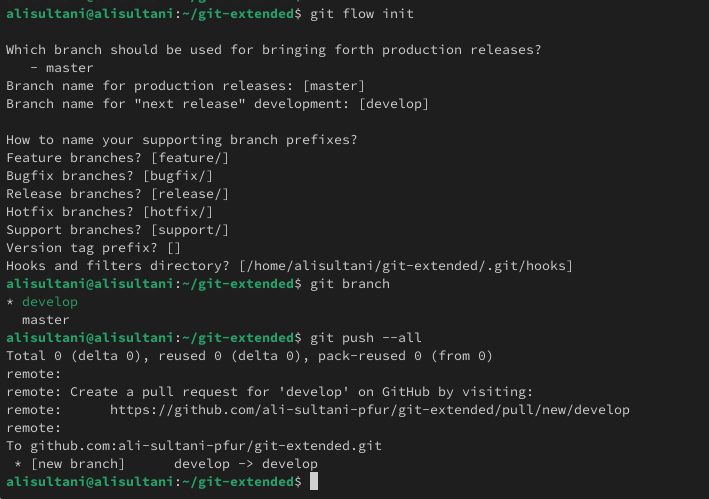 alisultani@alisultani:~/git-extended$ git flow init
Which branch should be used for bringing forth production releases?
   - master
Branch name for production releases: [master]
Branch name for "next release" development: [develop]
How to name your supporting branch prefixes?
Feature branches? [feature/]
Bugfix branches? [bugfix/]
Release branches? [release/]
Hotfix branches? [hotfix/]
Support branches? [support/]
Version tag prefix? []
Hooks and filters directory? [/home/alisultani/git-extended/.git/hooks]
alisultani@alisultani:~/git-extended$ git branch
* develop
  master
alisultani@alisultani:~/git-extended$ git push --all
Total 0 (delta 0), reused 0 (delta 0), pack-reused 0 (from 0)
remote:
remote: Create a pull request for 'develop' on GitHub by visiting:
remote:      https://github.com/ali-sultani-pfur/git-extended/pull/new/develop
remote:
To github.com:ali-sultani-pfur/git-extended.git
 * [new branch]      develop -> develop
alisultani@alisultani:~/git-extended$